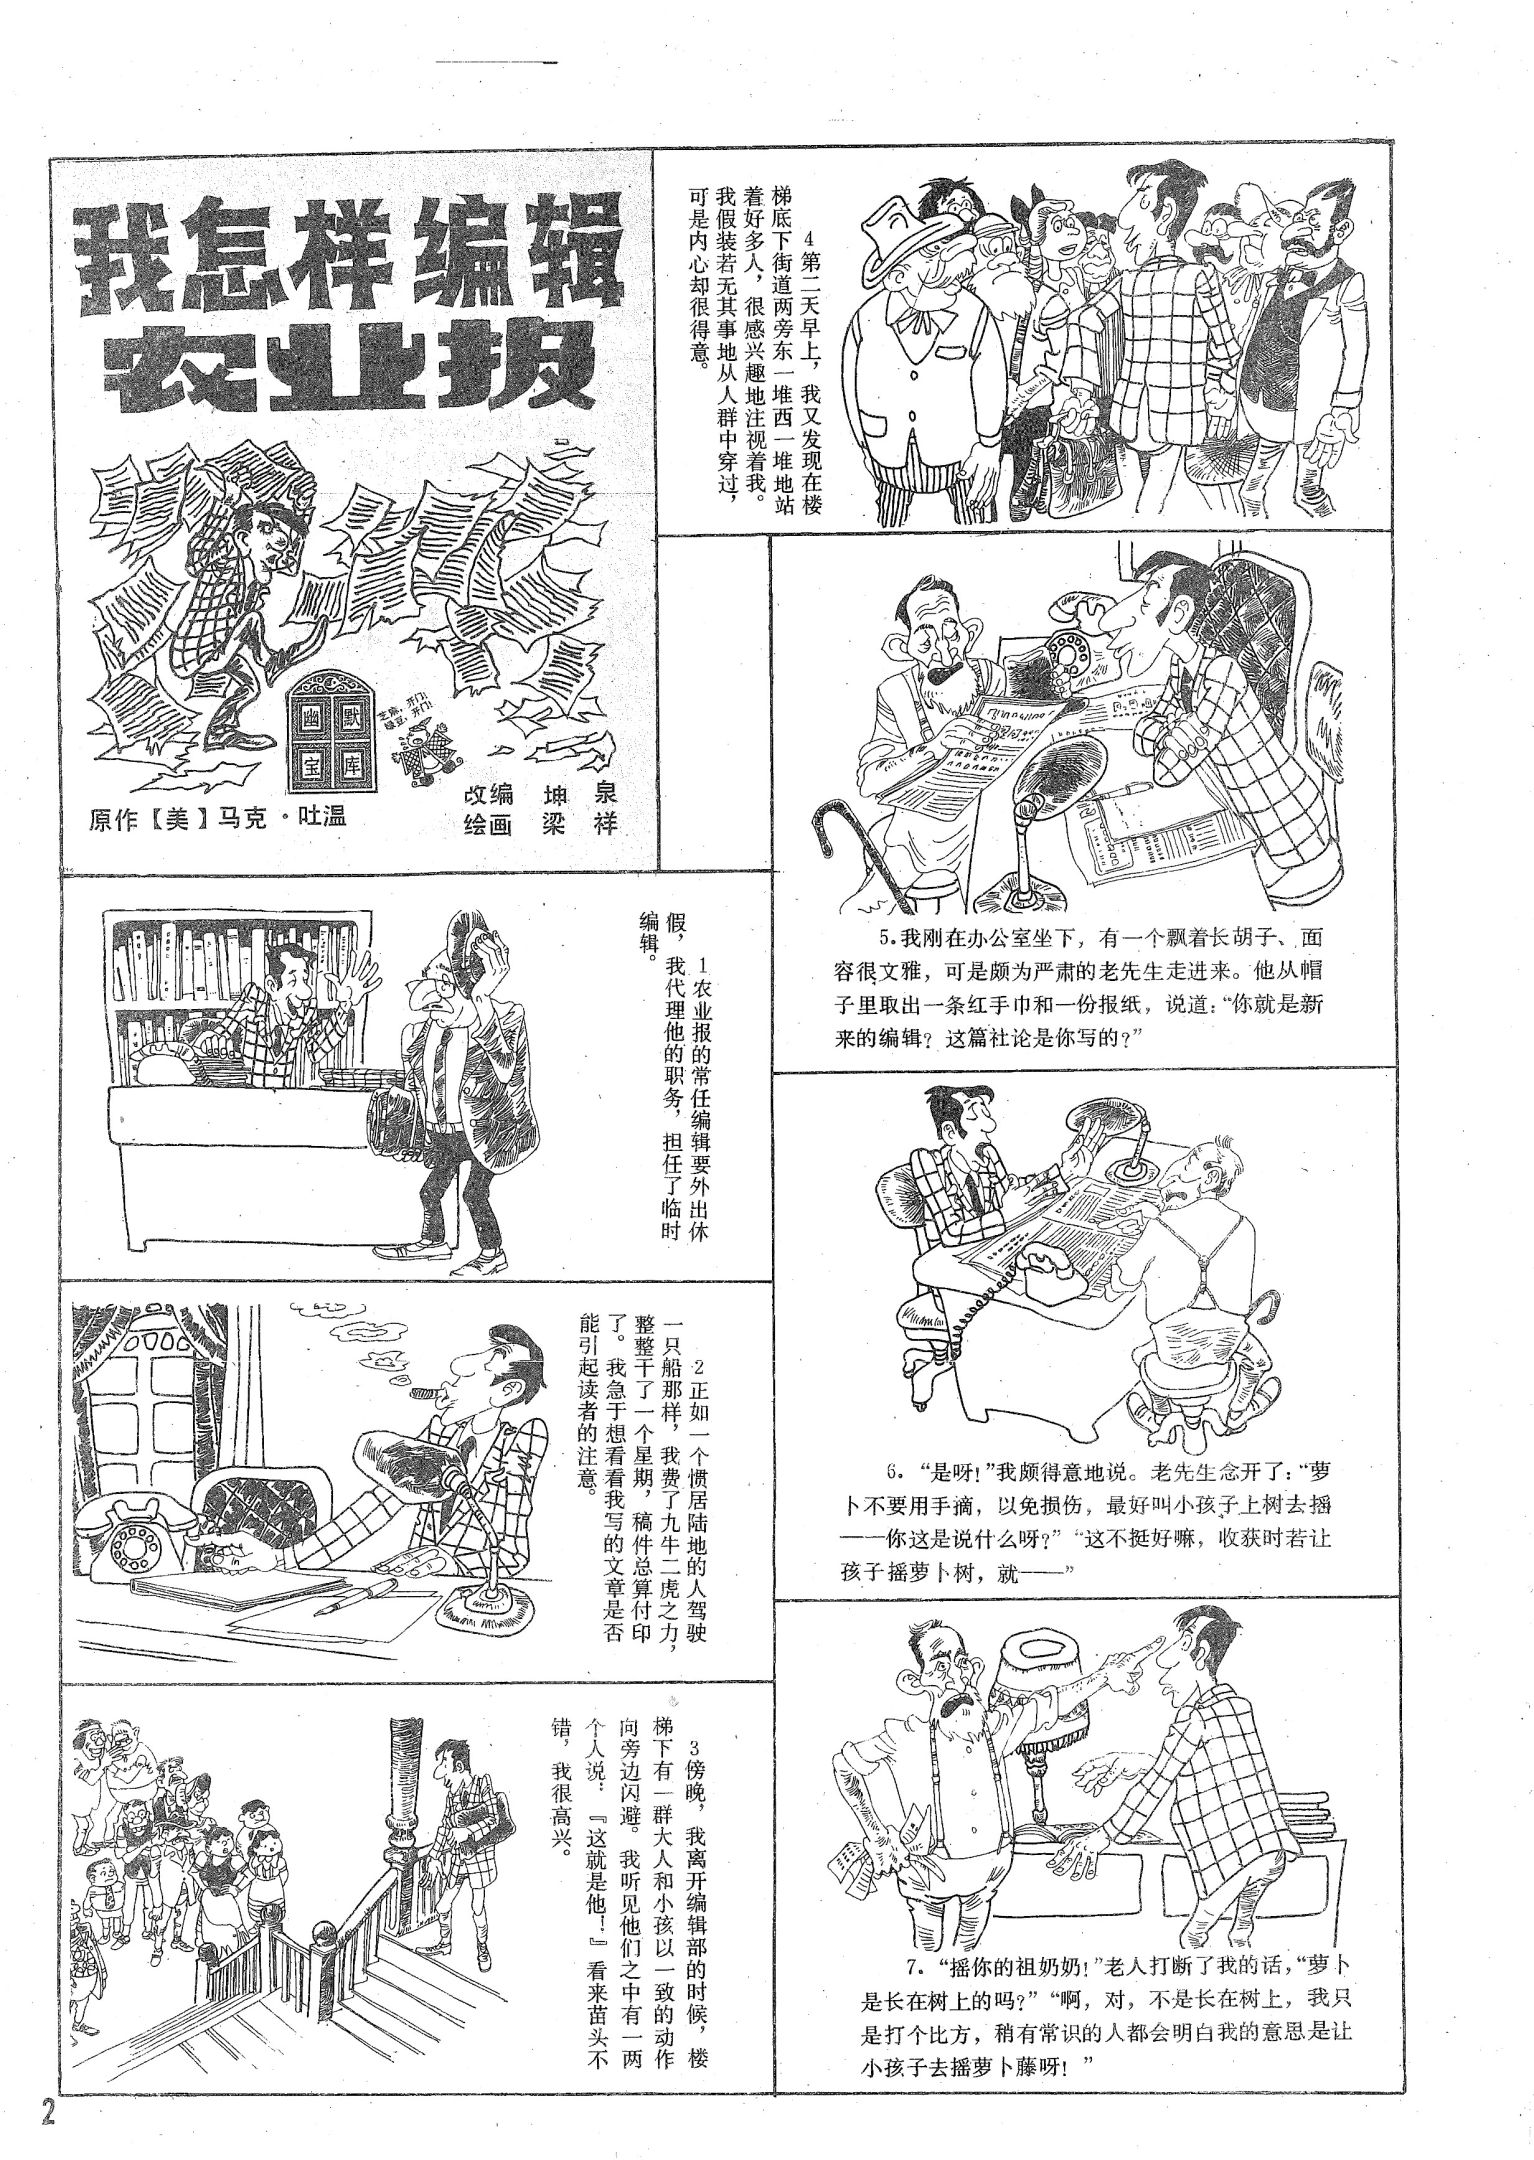 我怎样编辑
农业报
幽默
宝库
芝麻，开门！
绿豆，开门！
原作【美】马克·吐温
改编 坤 泉
绘画 梁 祥
1 农业报的常任编辑要外出休
假，我代理他的职务，担任了临时
编辑。
2 正如一个惯居陆地的人驾驶
一只船那样，我费了九牛二虎之力，
整整干了一个星期，稿件总算付印
了。我急于想看看我写的文章是否
能引起读者的注意。
3 傍晚，我离开编辑部的时候，楼
梯下有一群大人和小孩以一致的动作
向旁边闪避。我听见他们之中有一两
个人说：『这就是他！』看来苗头不
错，我很高兴。
4 第二天早上，我又发现在楼
梯底下街道两旁东一堆西一堆地站
着好多人，很感兴趣地注视着我。
我假装若无其事地从人群中穿过，
可是内心却很得意。
5.我刚在办公室坐下，有一个飘着长胡子、面
容很文雅，可是颇为严肃的老先生走进来。他从帽
子里取出一条红手巾和一份报纸，说道：“你就是新
来的编辑？这篇社论是你写的？”
6．“是呀！”我颇得意地说。老先生念开了：“萝
卜不要用手摘，以免损伤，最好叫小孩子上树去摇
——你这是说什么呀？”“这不挺好嘛，收获时若让
孩子摇萝卜树，就——”
7．“摇你的祖奶奶！”老人打断了我的话，“萝卜
是长在树上的吗？”“啊，对，不是长在树上，我只
是打个比方，稍有常识的人都会明白我的意思是让
小孩子去摇萝卜藤呀！”
2